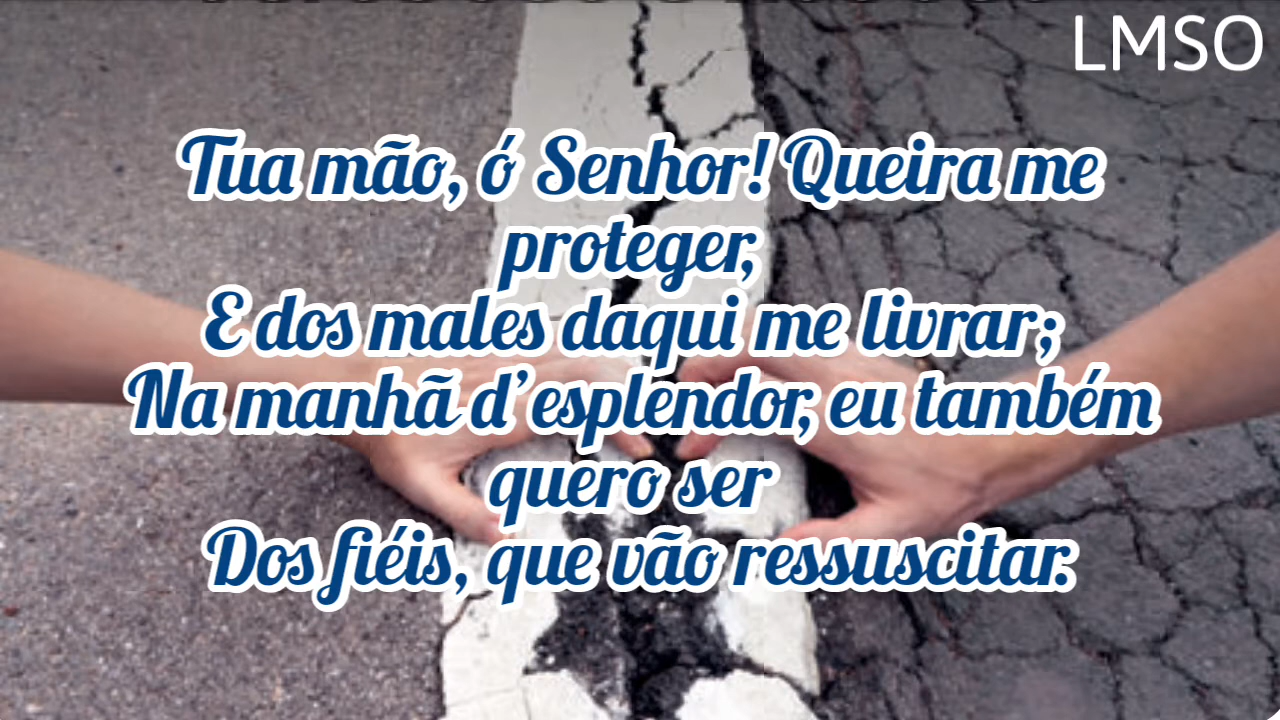 LMSO
Tua mão, ó Senhor! Queira me
proteger,
E dos males daqui me livrar;
Na manhã d’esplendor, eu também
quero ser
Dos fiéis, que vão ressuscitar.